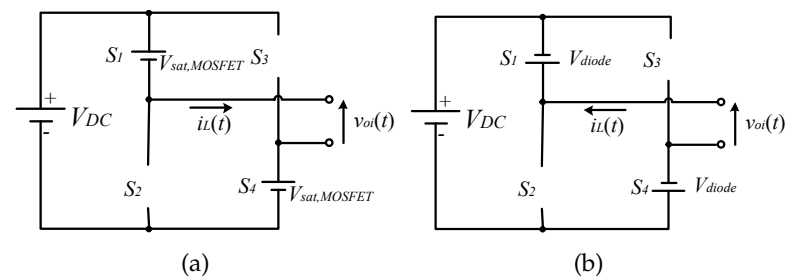 S1
Vsat,MOSFET
S3
+
VDC
-
iL(t)
voi(t)
S2
S4
Vsat,MOSFET
(a)
S1
Vdiode
S3
+
VDC
-
iL(t)
voi(t)
S2
S4
Vdiode
(b)